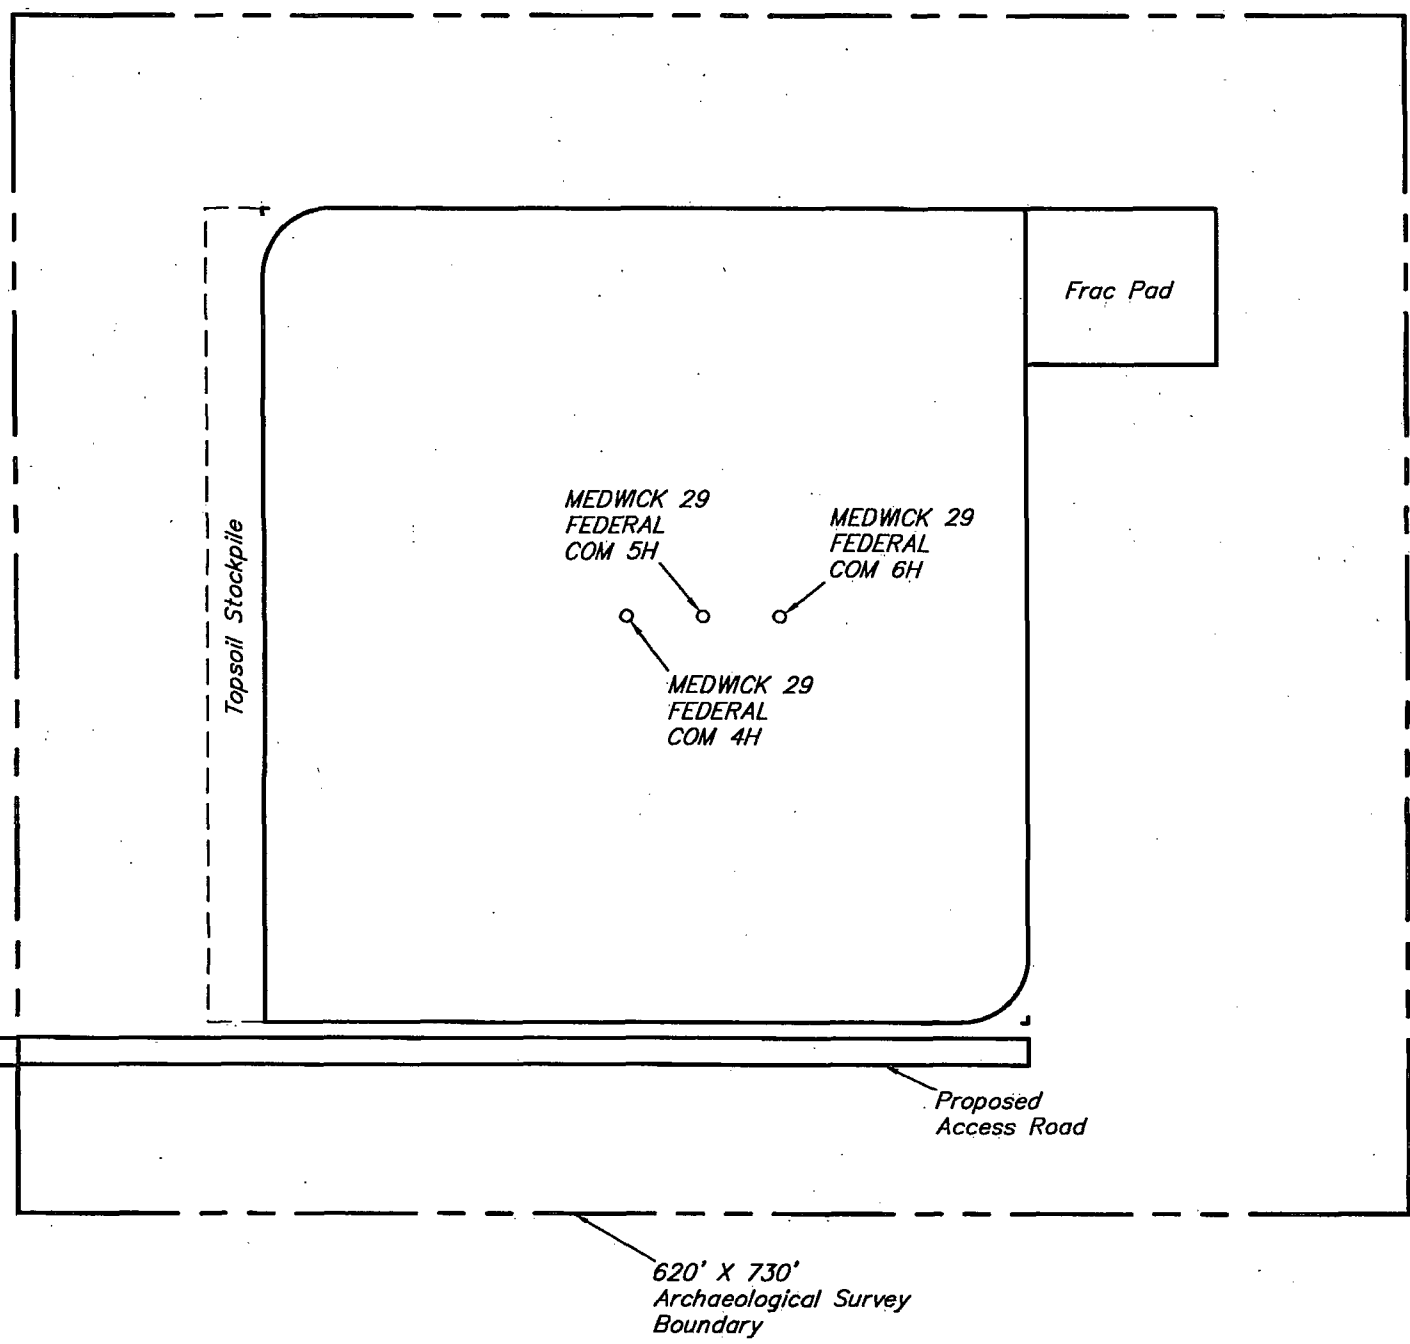 Frac Pad
MEDWICK 29
FEDERAL
COM 5H
MEDWICK 29
FEDERAL
COM 6H
Topsoil Stockpile
MEDWICK 29
FEDERAL
COM 4H
Proposed
Access Road
620' X 730'
Archaeological Survey
Boundary